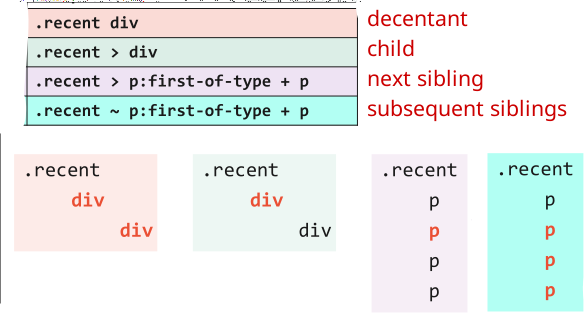 .recent div
decentant
.recent > div
child
.recent > p:first-of-type + p
next sibling
.recent ~ p:first-of-type + p
subsequent siblings
.recent
div
div
.recent
div
div
.recent
p
p
p
p
.recent
p
p
p
p